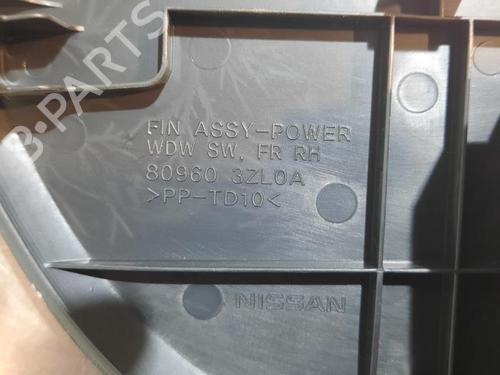 B-PARTS
FIN ASSY-POWER
WDW SW, FR RH
80960 3ZL0A
>PP-TD10<
NISSAN